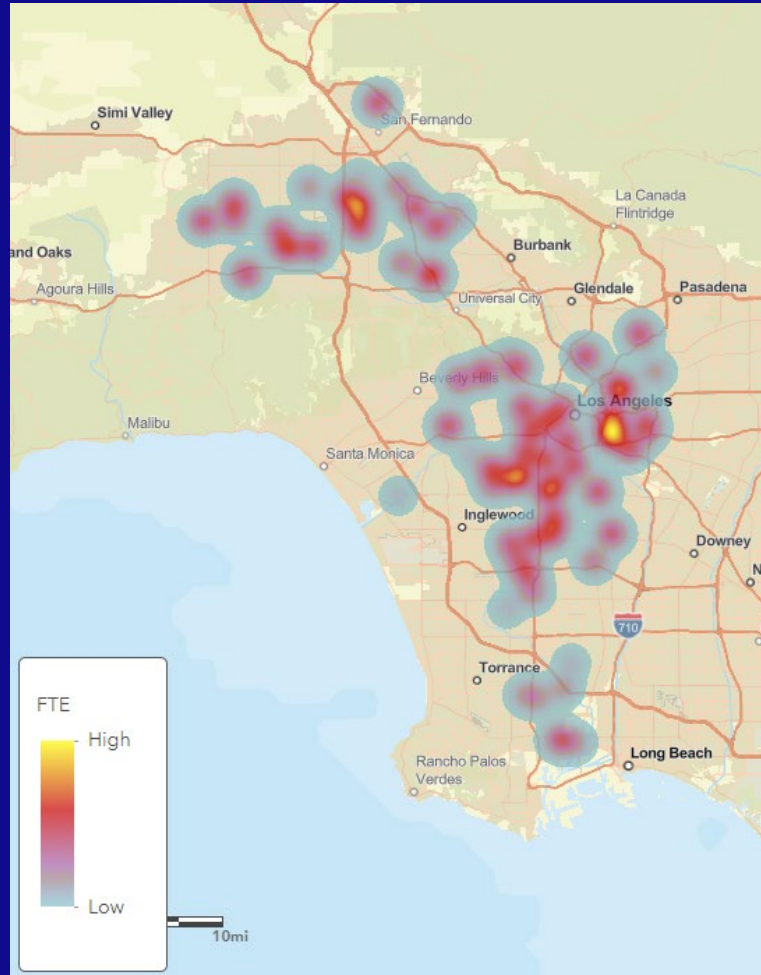 Simi Valley
San Fernando
La Canada
Flintridge
and Oaks
Burbank
Agoura Hills
Universal City
Glendale
Pasadena
Beverly Hills
Los Angeles
Malibu
Santa Monica
Inglewood
Downey
N
710
Torrance
Rancho Palos
Verdes
Long Beach
FTE
High
Low
10mi